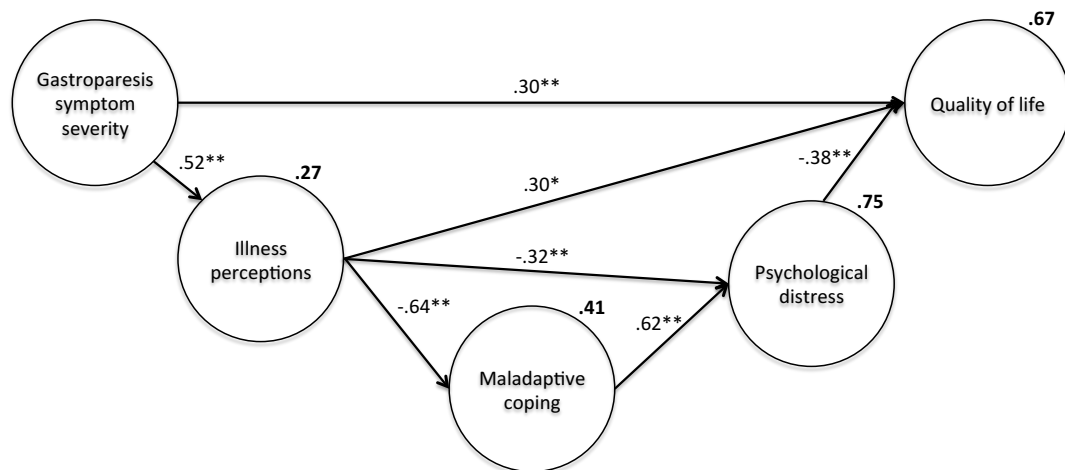 .67
Gastroparesis
symptom
severity
.30**
Quality of life
.52**
.27
-.38**
.30*
.75
Illness
perceptions
-.32**
Psychological
distress
-.64**
.41
.62**
Maladaptive
coping